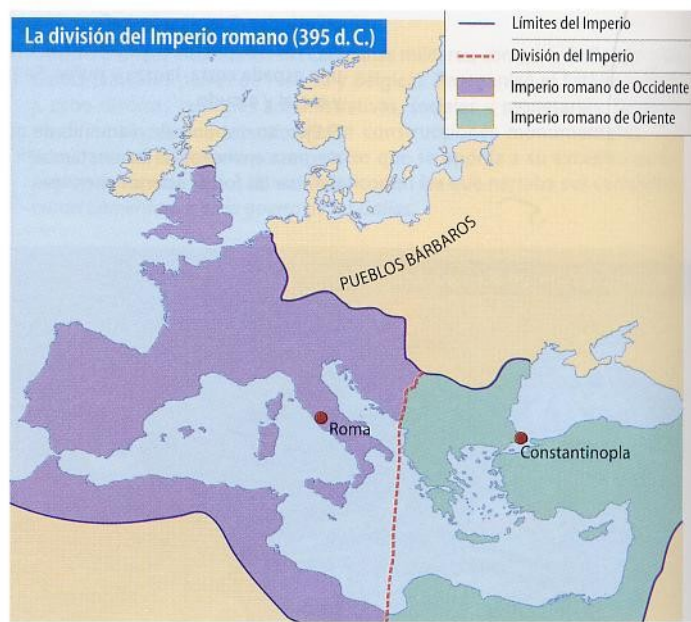 La división del Imperio romano (395 d. C.)
Límites del Imperio
División del Imperio
Imperio romano de Occidente
Imperio romano de Oriente
PUEBLOS BÁRBAROS
Roma
Constantinopla